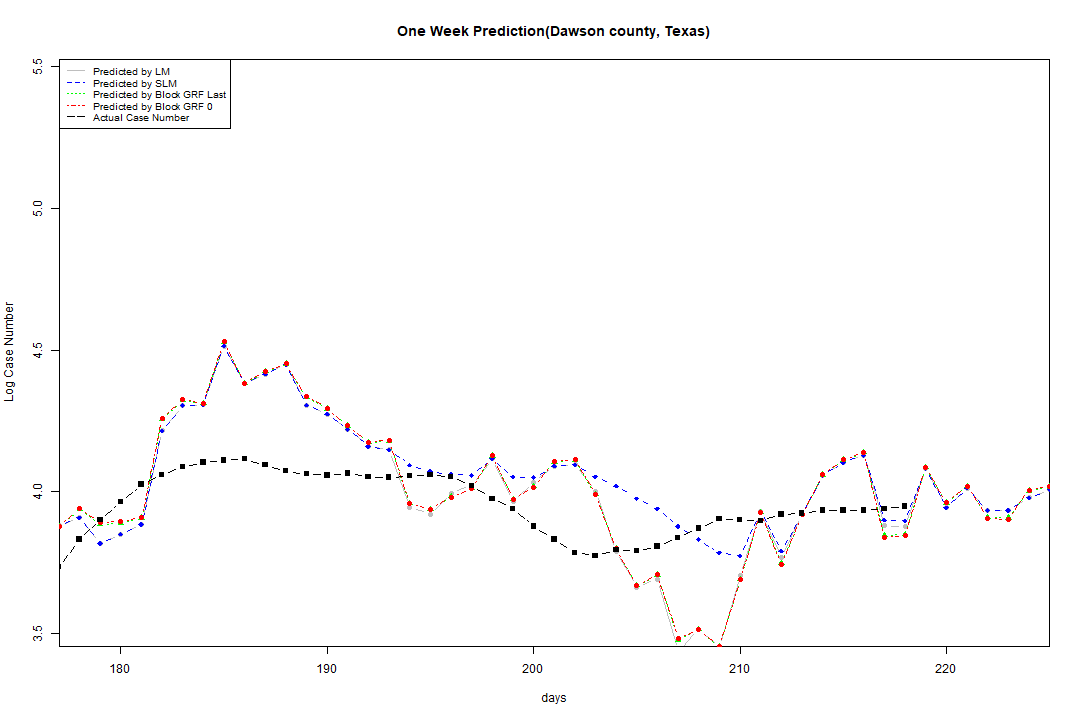 One Week Prediction(Dawson county, Texas)
Predicted by LM
Predicted by SLM
Predicted by Block GRF Last
Predicted by Block GRF 0
Actual Case Number
5.5
5.0
4.5
4.0
3.5
Log Case Number
180 190 200 210 220
days